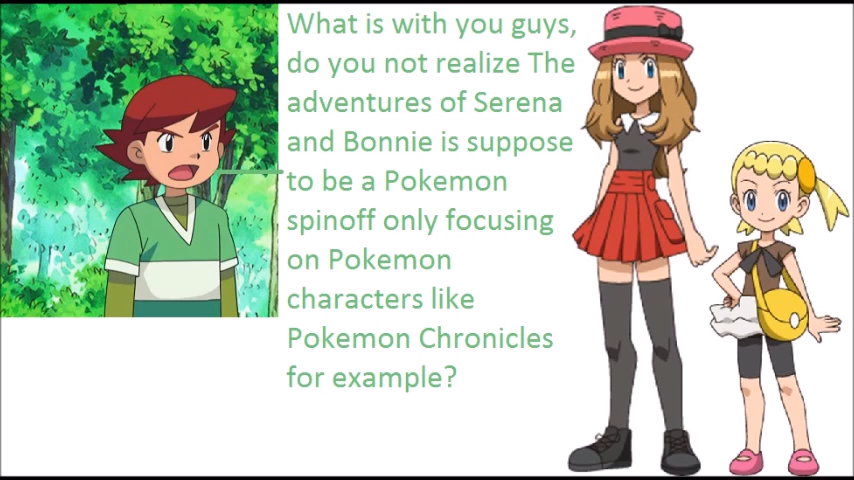 What is with you guys,
do you not realize The
adventures of Serena
and Bonnie is suppose
to be a Pokemon
spinoff only focusing
on Pokemon
characters like
Pokemon Chronicles
for example?